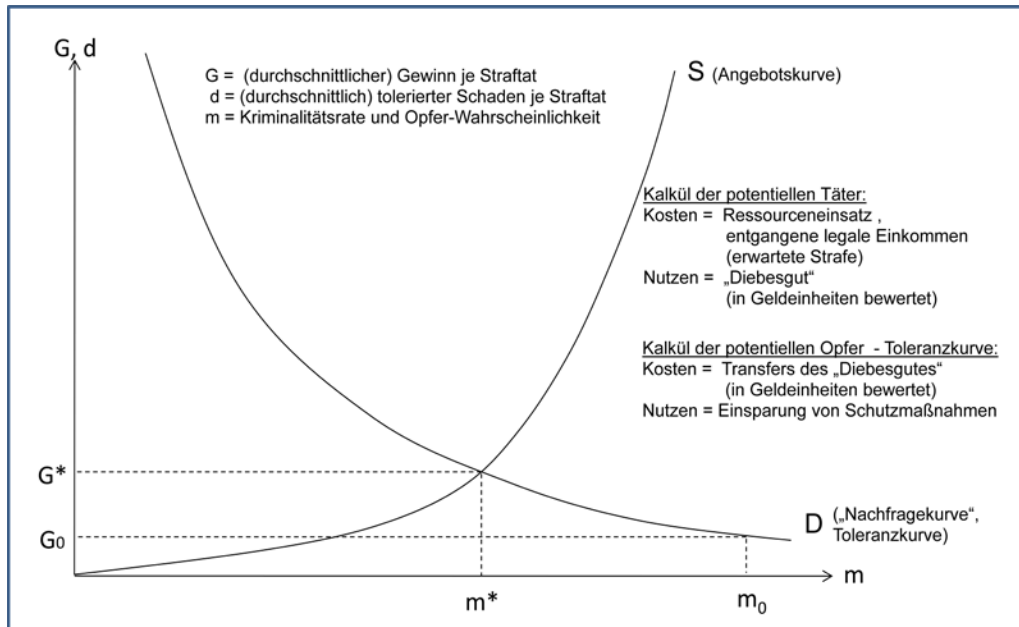 G, d
G = (durchschnittlicher) Gewinn je Straftat
d = (durchschnittlich) tolerierter Schaden je Straftat
m = Kriminalitätsrate und Opfer-Wahrscheinlichkeit
S (Angebotskurve)
Kalkül der potentiellen Täter:
Kosten = Ressourceneinsatz ,
entgangene legale Einkommen
(erwartete Strafe)
Nutzen = „Diebesgut“
(in Geldeinheiten bewertet)
Kalkül der potentiellen Opfer - Toleranzkurve:
Kosten = Transfers des „Diebesgutes“
(in Geldeinheiten bewertet)
Nutzen = Einsparung von Schutzmaßnahmen
G*
G0
D („Nachfragekurve“,
Toleranzkurve)
m
m*
m0